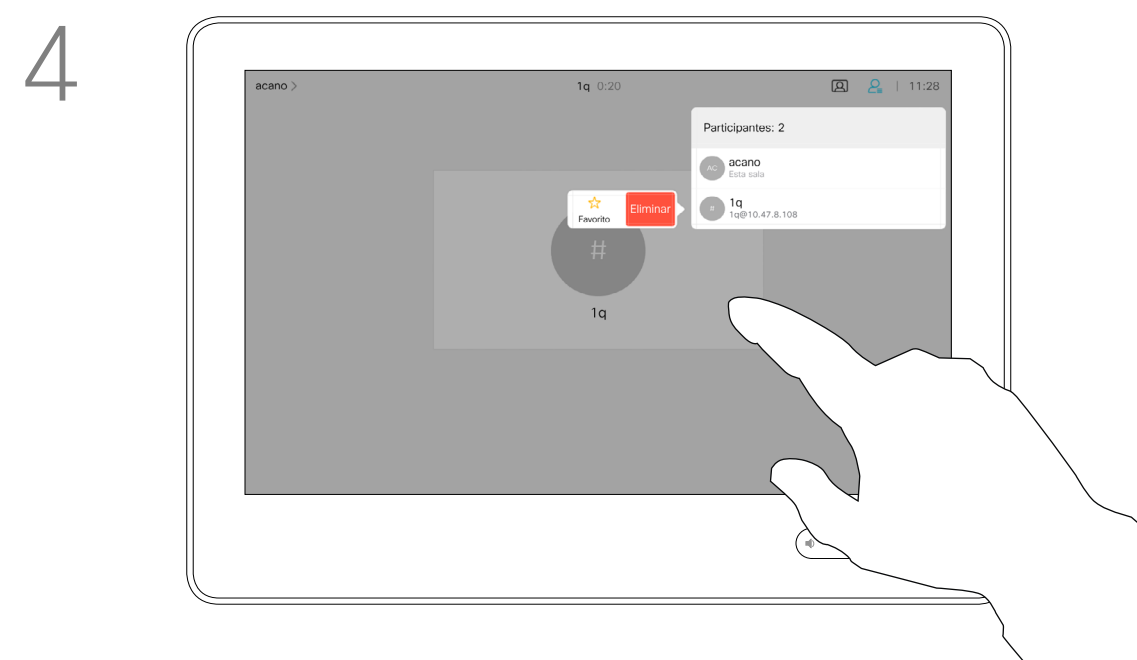 4
acano >
1q 0:20
11:28
Participantes: 2
AC
acano
Esta sala
Favorito
Eliminar
#
1q
1q@10.47.8.108
#
1q